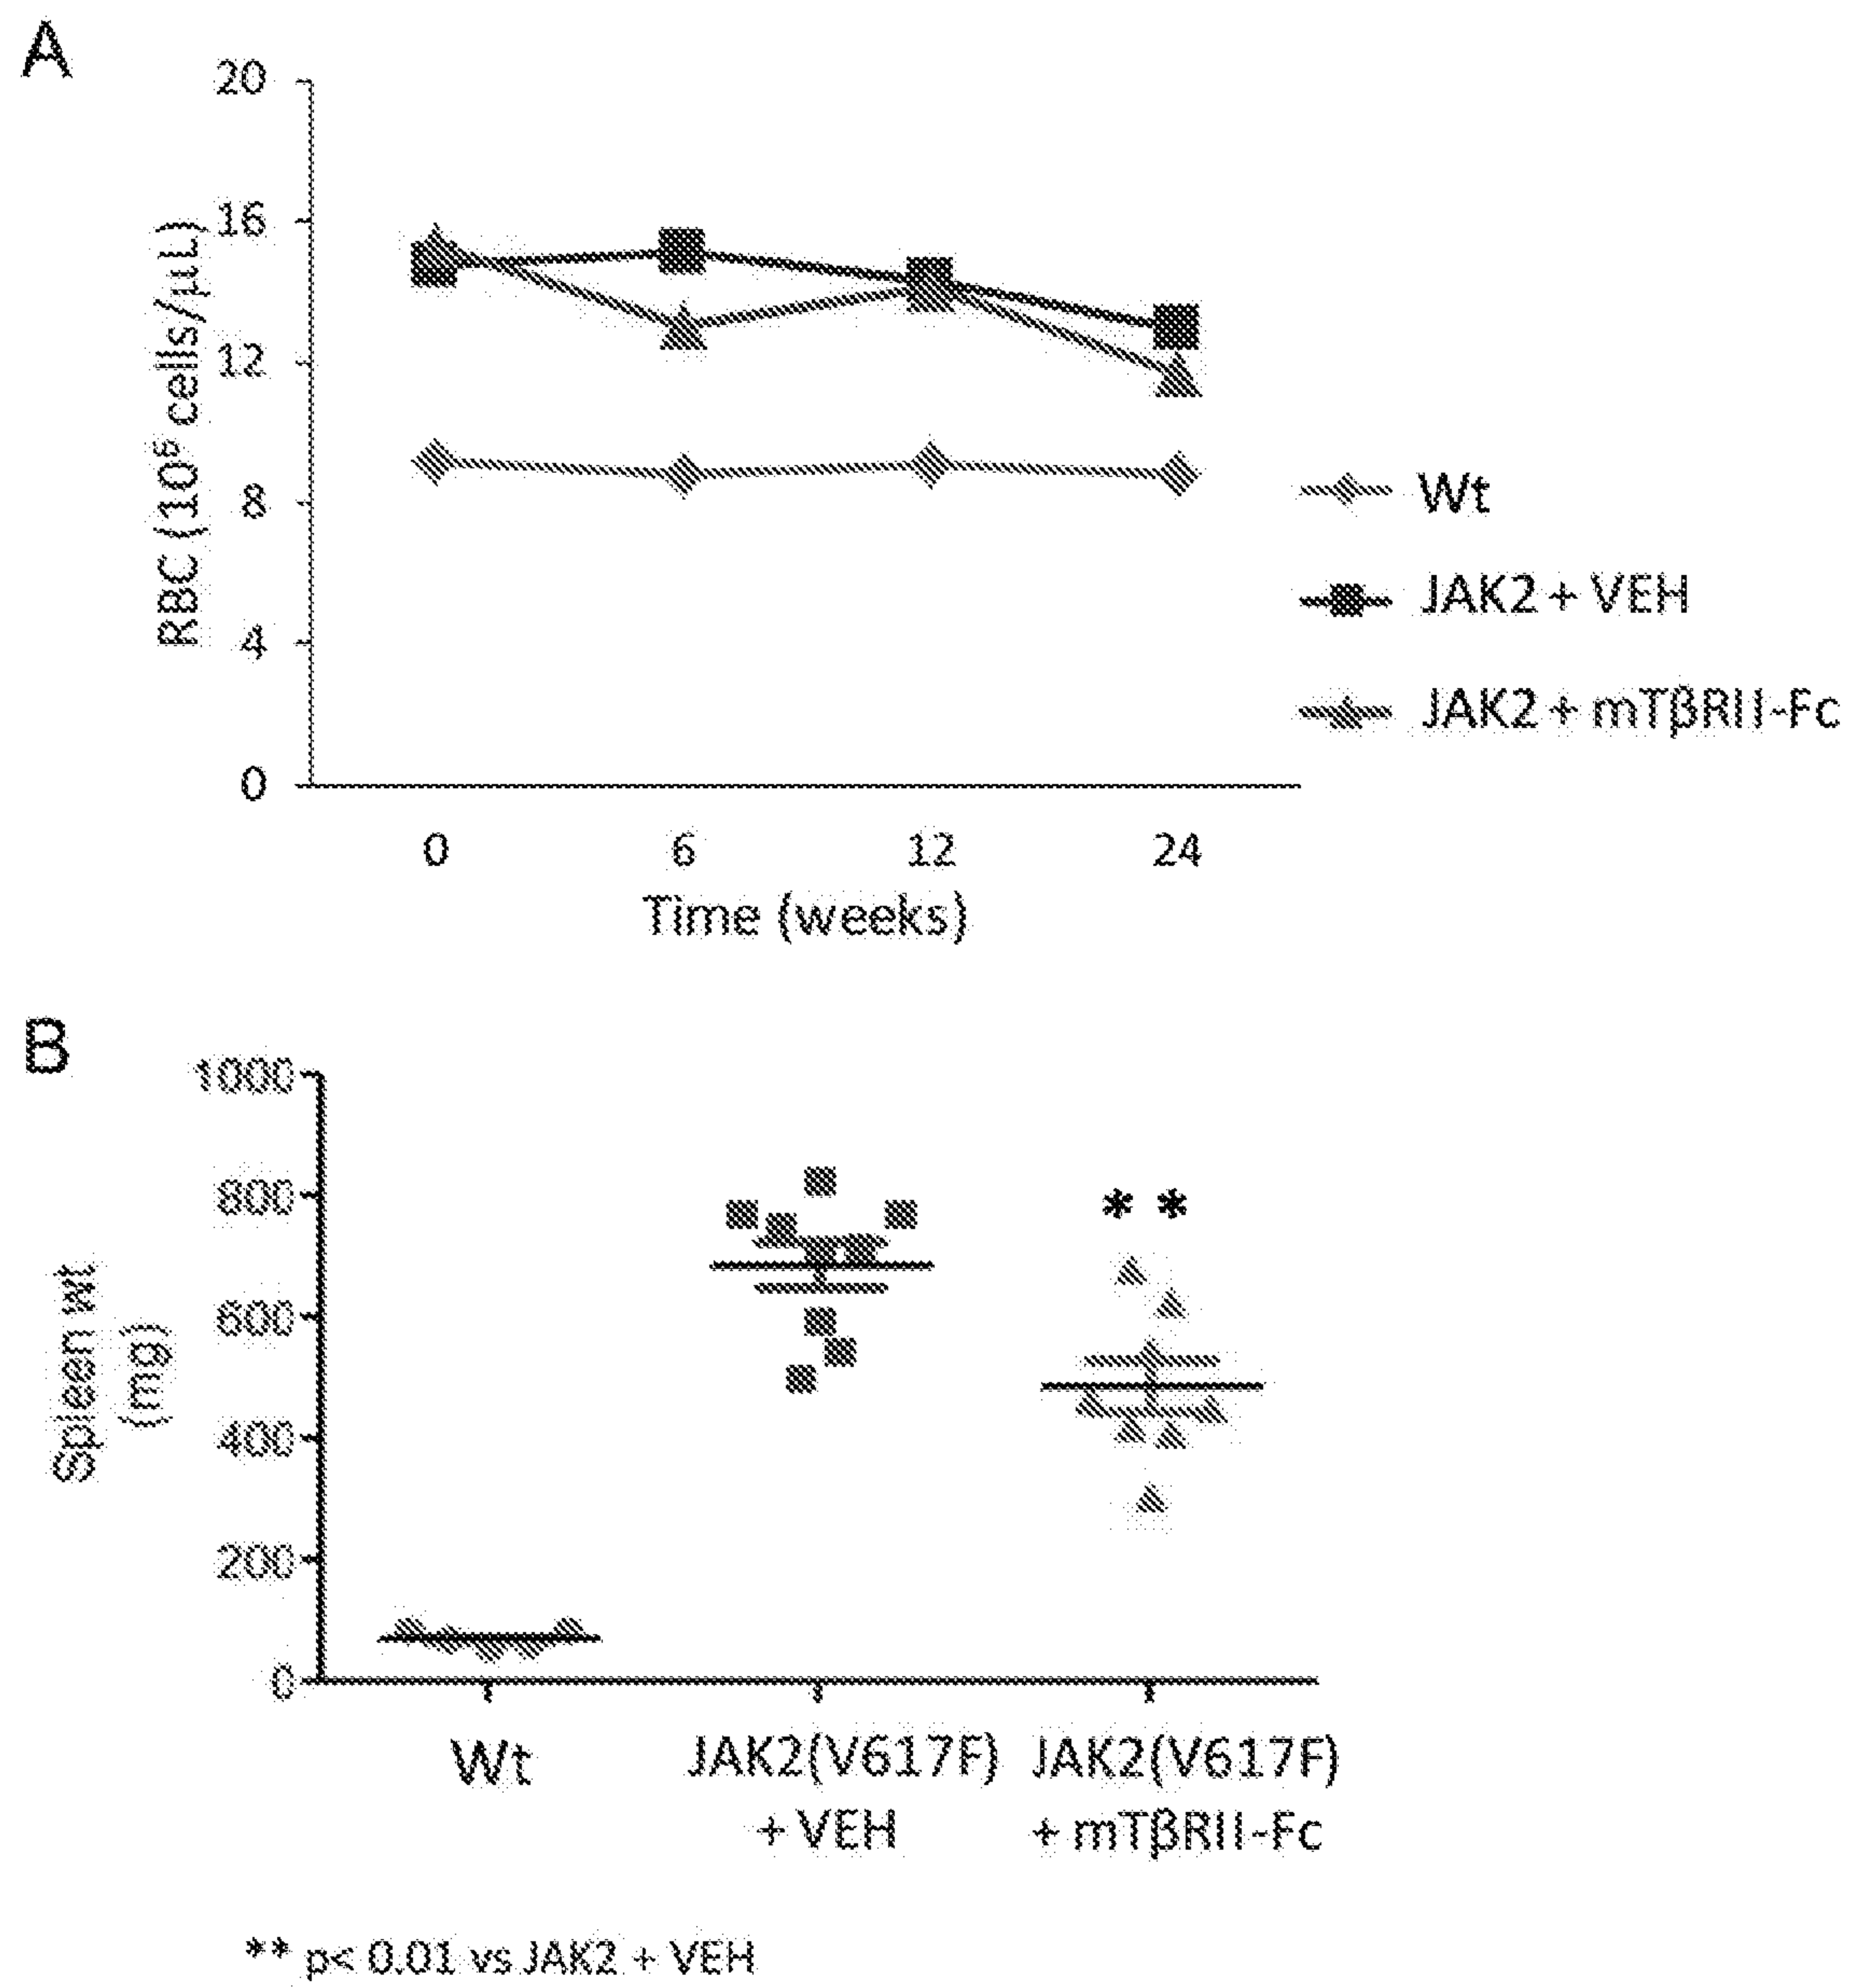 A
20
16
12
8
4
0
RBC (10⁶ cells/μL)
0 6 12 24
Time (weeks)
Wt
JAK2 + VEH
JAK2 + mTβRII-Fc
B
1000
800
600
400
200
0
Spleen wt
(mg)
* *
Wt
JAK2(V617F)
+ VEH
JAK2(V617F)
+ mTβRII-Fc
** p< 0.01 vs JAK2 + VEH